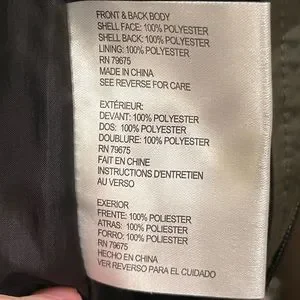 FRONT & BACK BODY
SHELL FACE: 100% POLYESTER
SHELL BACK: 100% POLYESTER
LINING: 100% POLYESTER
RN 79675
MADE IN CHINA
SEE REVERSE FOR CARE
EXTÉRIEUR:
DEVANT: 100% POLYESTER
DOS: 100% POLYESTER
DOUBLURE: 100% POLYESTER
RN 79675
FAIT EN CHINE
INSTRUCTIONS D'ENTRETIEN
AU VERSO
EXERIOR
FRENTE: 100% POLIESTER
ATRAS: 100% POLIESTER
FORRO: 100% POLIESTER
RN 79675
HECHO EN CHINA
VER REVERSO PARA EL CUIDADO